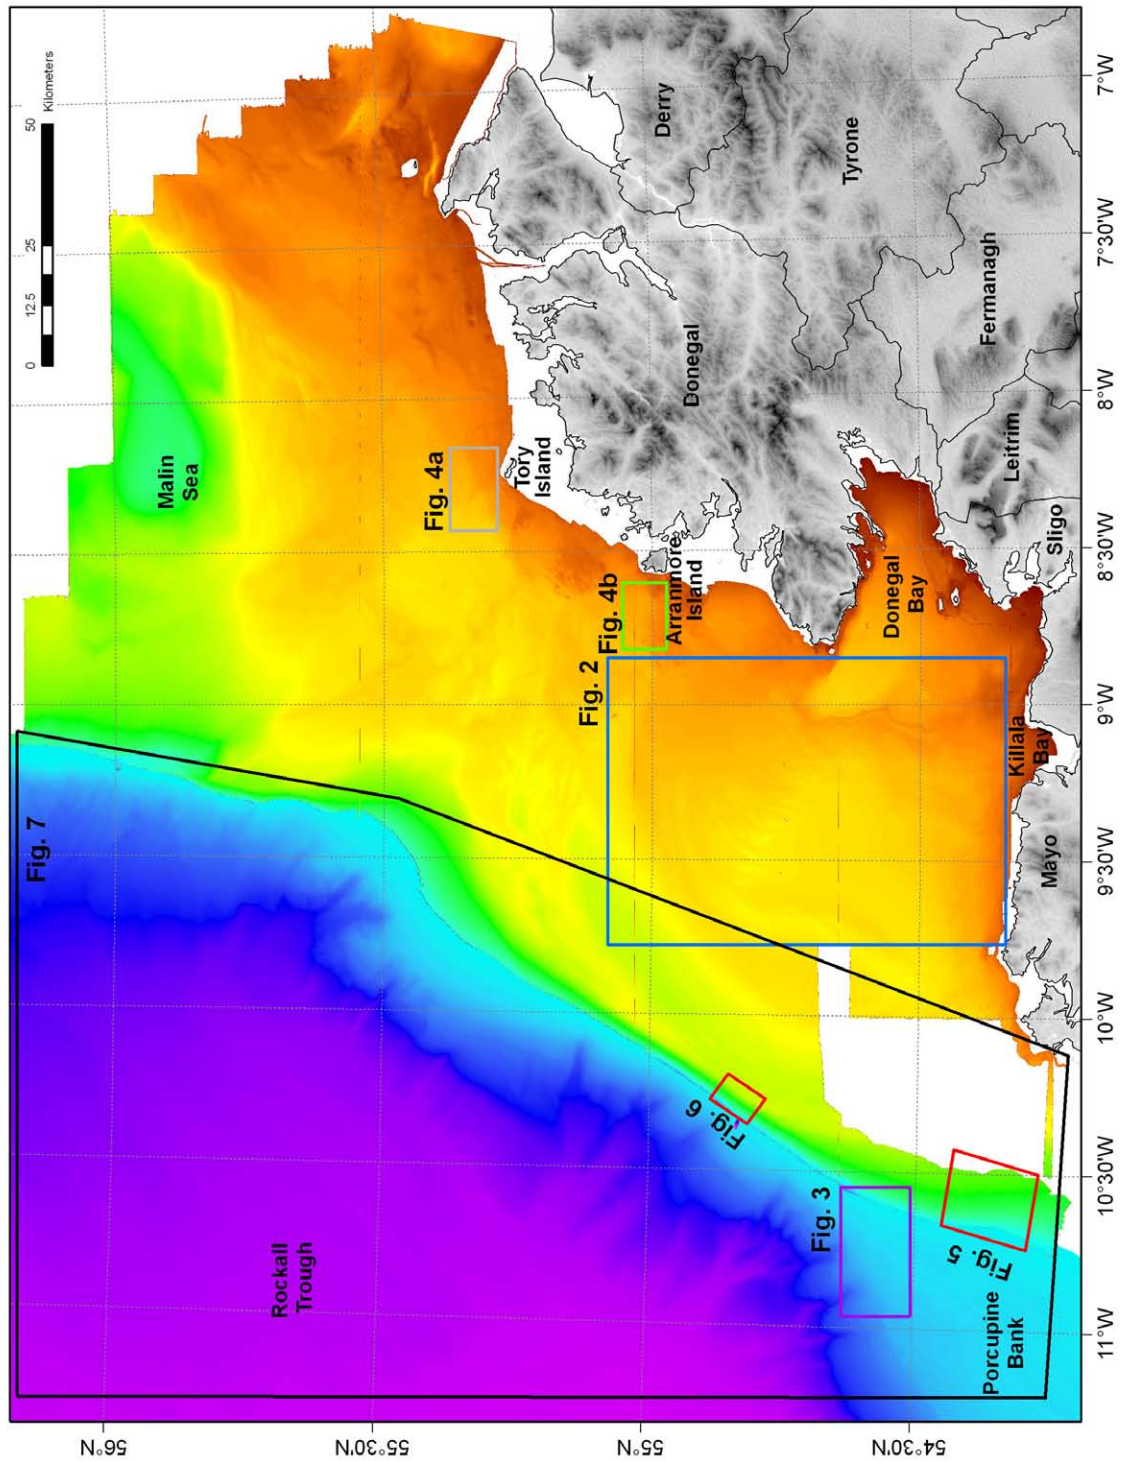 0 12.5 25 50
Kilometers
Fig. 7
Malin
Sea
Rockall
Trough
Fig. 4a
Tory
Island
Fig. 4b
Arranmore
Island
Fig. 2
Fig. 6
Fig. 3
Fig. 5
Porcupine
Bank
Donegal
Bay
Killala
Bay
Donegal
Derry
Tyrone
Fermanagh
Leitrim
Sligo
Mayo
56°N
55°30'N
55°N
54°30'N
11°W
10°30'W
10°W
9°30'W
9°W
8°30'W
8°W
7°30'W
7°W